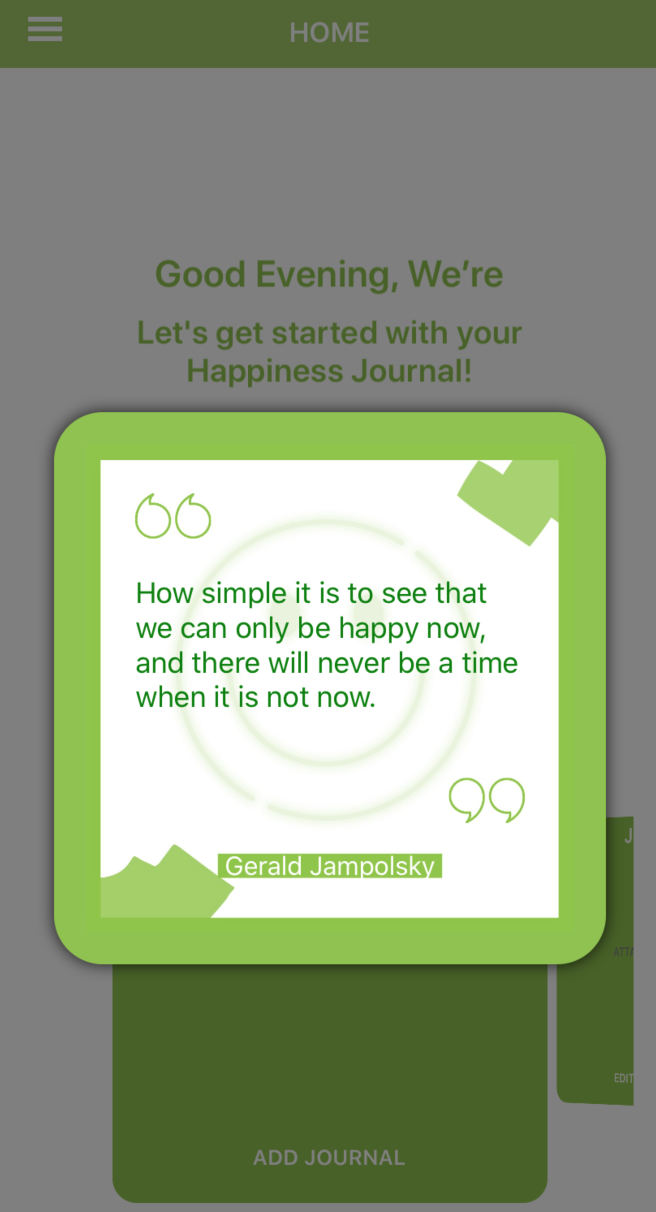 HOME
Good Evening, We’re
Let's get started with your
Happiness Journal!
How simple it is to see that
we can only be happy now,
and there will never be a time
when it is not now.
Gerald Jampolsky
ADD JOURNAL
EDIT